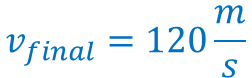 v_final = 120 m/s